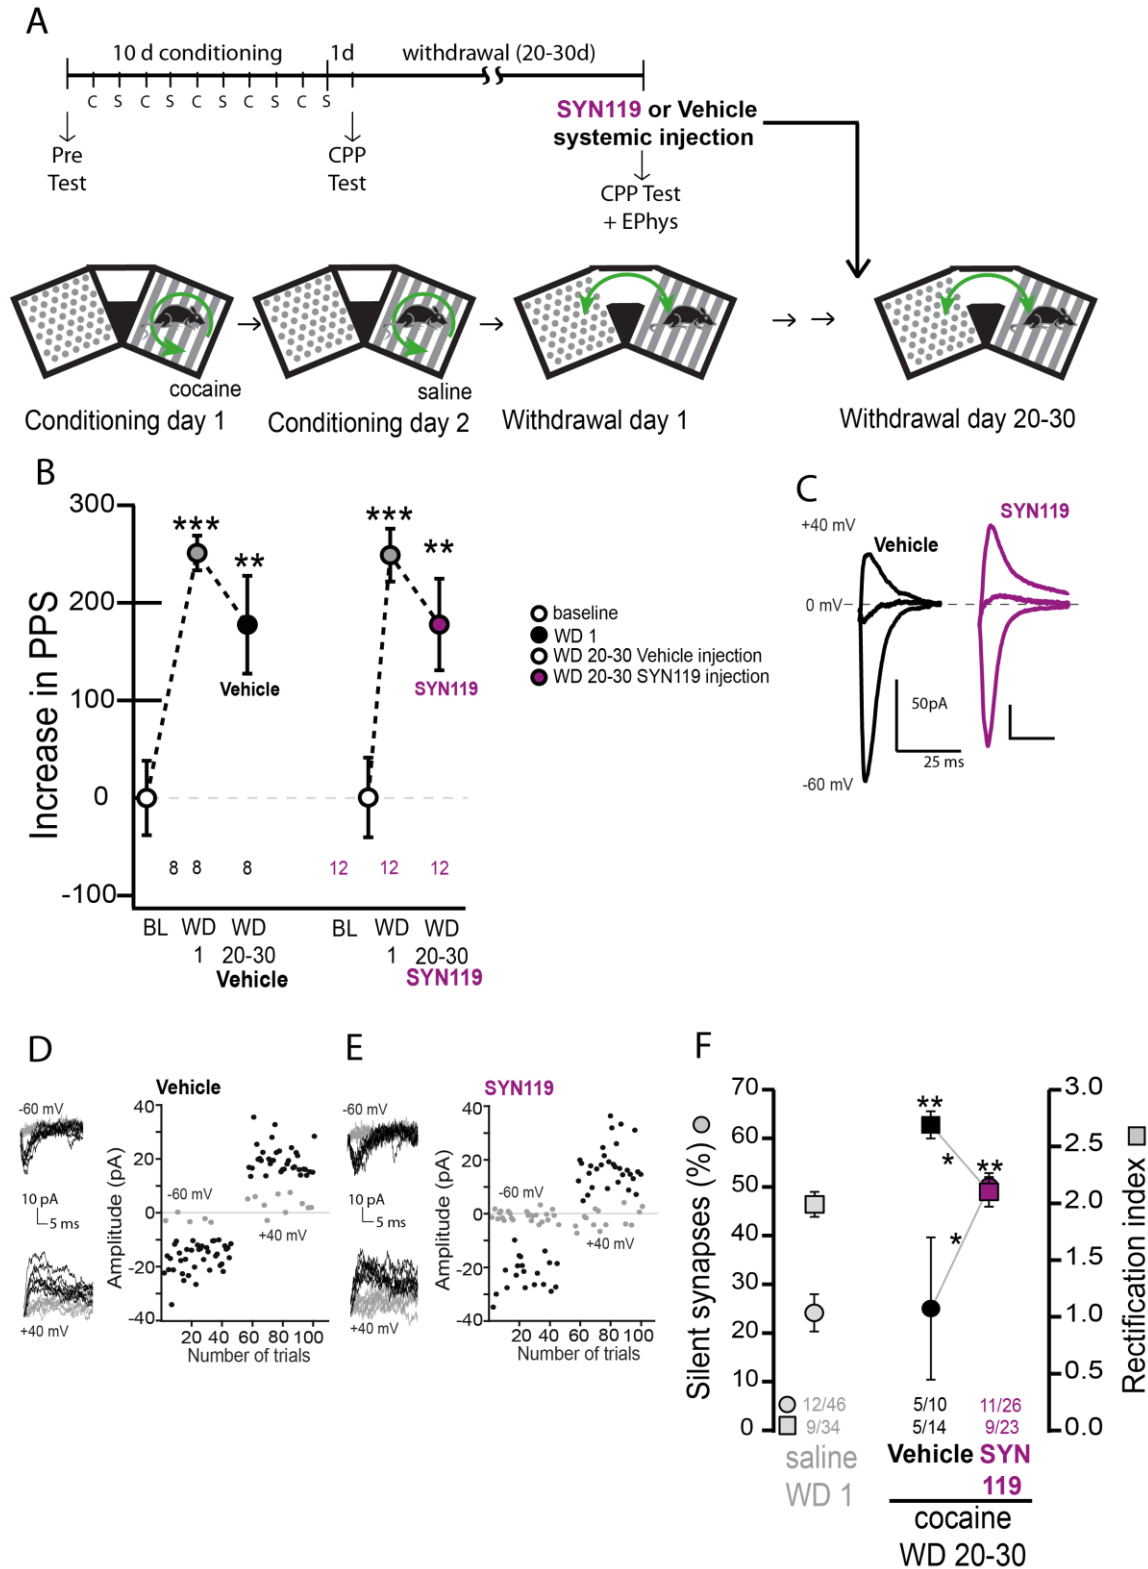 A
10 d conditioning 1d withdrawal (20-30d)
C S C S C S C S C S
Pre
Test
CPP
Test
SYN119 or Vehicle
systemic injection
CPP Test
+ EPhys
cocaine
saline
Conditioning day 1
Conditioning day 2
Withdrawal day 1
Withdrawal day 20-30
B
Increase in PPS
300
200
100
0
-100
***
**
***
**
Vehicle
SYN119
8 8 8 12 12 12
BL WD WD BL WD WD
1 20-30 1 20-30
Vehicle SYN119
baseline
WD 1
WD 20-30 Vehicle injection
WD 20-30 SYN119 injection
C
SYN119
+40 mV
Vehicle
0 mV
50pA
25 ms
-60 mV
D
Vehicle
-60 mV
10 pA
5 ms
+40 mV
Amplitude (pA)
40
20
0
-20
-40
-60 mV
+40 mV
20 60 100
Number of trials
E
SYN119
-60 mV
10 pA
5 ms
+40 mV
Amplitude (pA)
40
20
0
-20
-40
-60 mV
+40 mV
20 60 100
Number of trials
F
Silent synapses (%)
70
60
50
40
30
20
10
0
Rectification index
3.0
2.5
2.0
1.5
1.0
0.5
0.0
**
*
**
*
12/46 5/10 11/26
9/34 5/14 9/23
saline
WD 1
Vehicle SYN
119
cocaine
WD 20-30